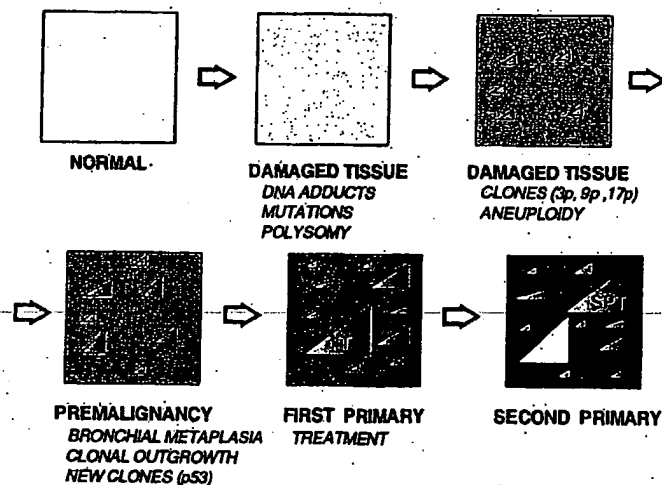 NORMAL
DAMAGED TISSUE
DNA ADDUCTS
MUTATIONS
POLYSOMY
DAMAGED TISSUE
CLONES (3p, 9p, 17p)
ANEUPLOIDY
PREMALIGNANCY
BRONCHIAL METAPLASIA
CLONAL OUTGROWTH
NEW CLONES (p53)
FIRST PRIMARY
TREATMENT
SPT
SECOND PRIMARY